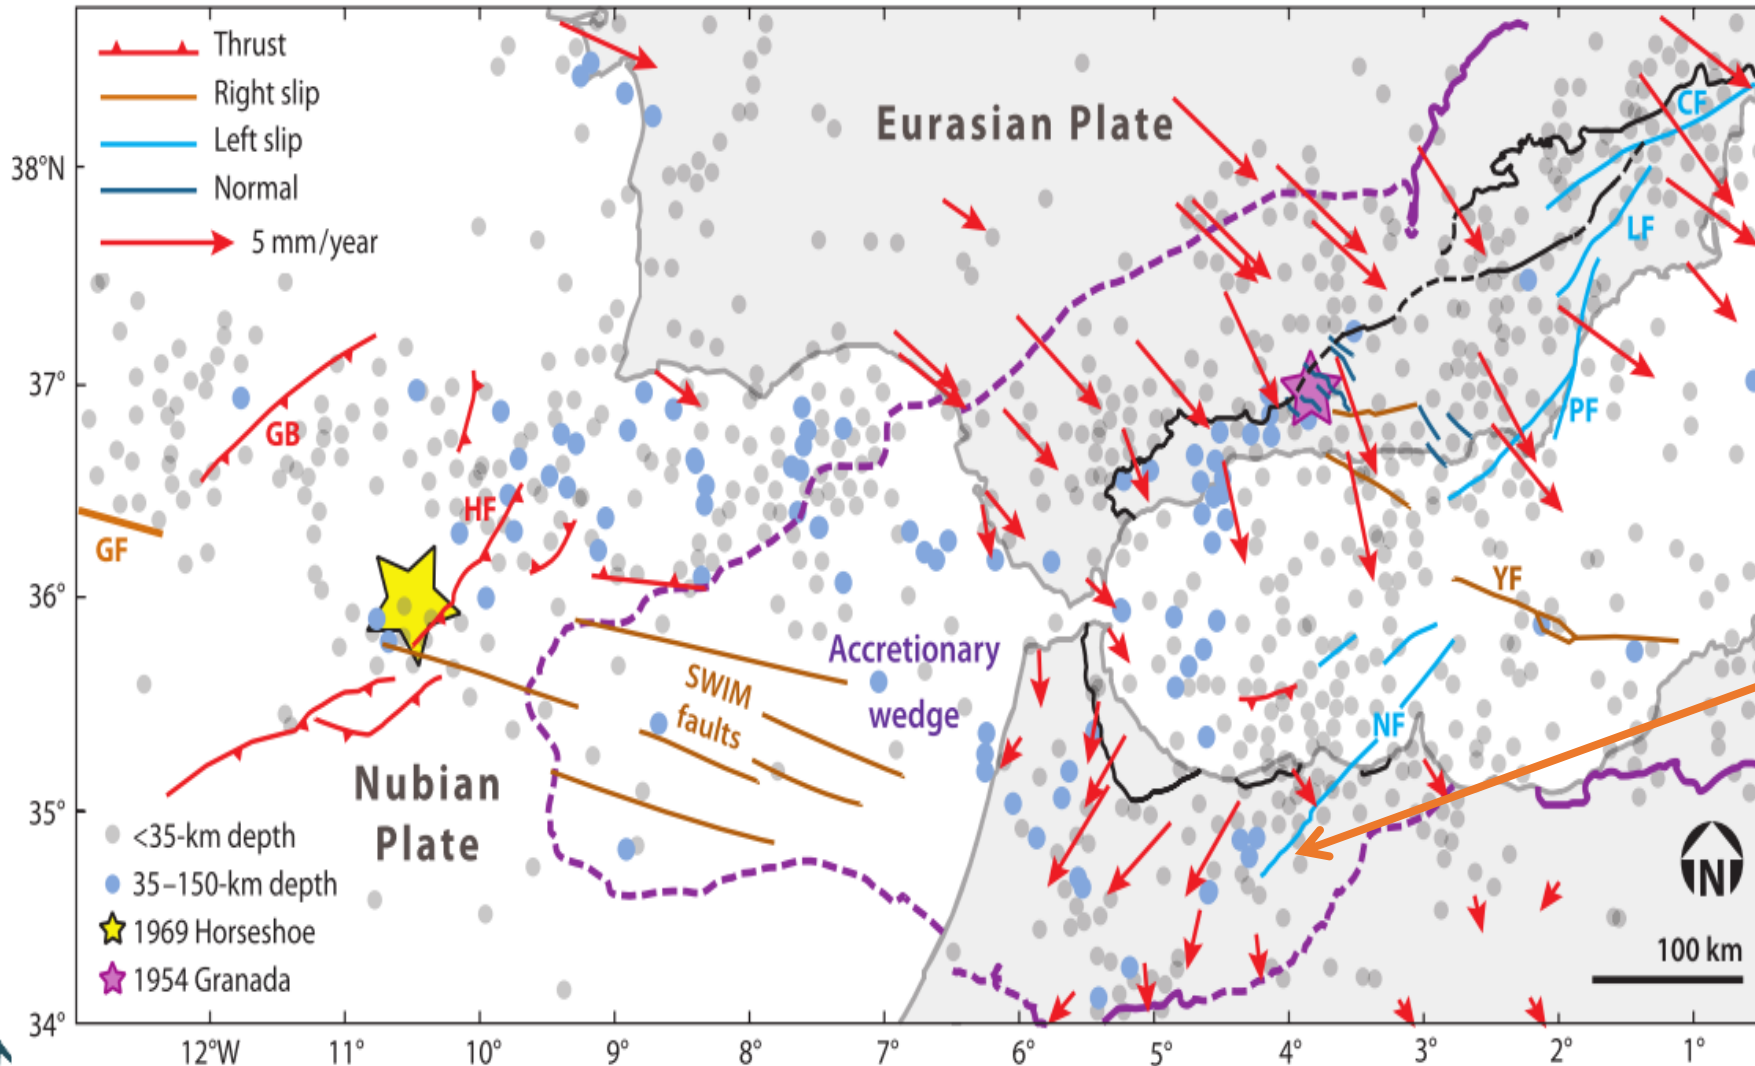 Thrust
Right slip
Left slip
Normal
5 mm/year
Eurasian Plate
CF
38°N
LF
37°
GB
PF
HF
GF
36°
YF
Accretionary
wedge
SWIM
faults
NF
Nubian
Plate
35°
<35-km depth
35–150-km depth
1969 Horseshoe
1954 Granada
N
100 km
34°
12°W 11° 10° 9° 8° 7° 6° 5° 4° 3° 2° 1°